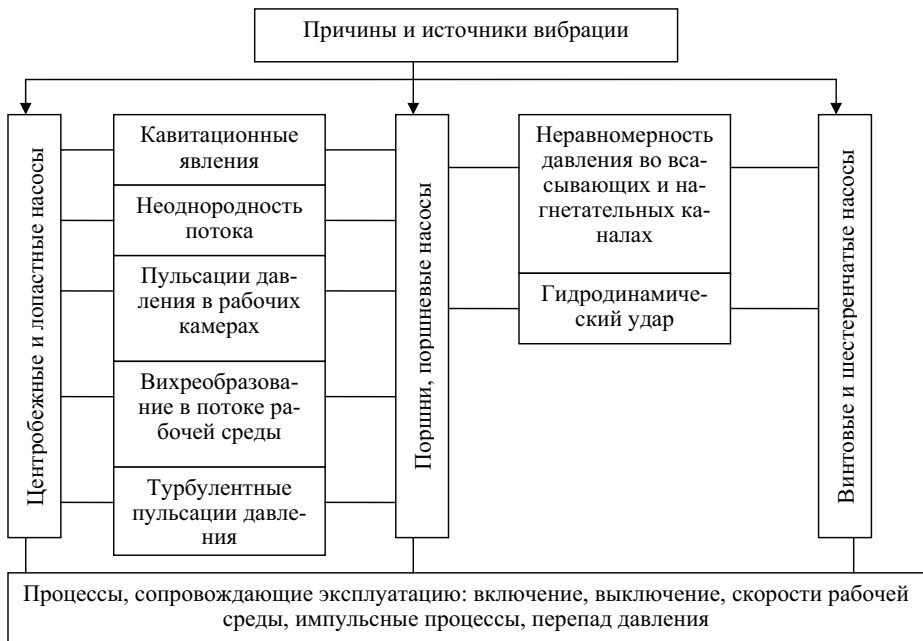 Причины и источники вибрации
Центробежные и лопастные насосы
Кавитационные
явления
Неоднородность
потока
Пульсации дав-
ления в рабочих
камерах
Вихреобразова-
ние в потоке ра-
бочей среды
Турбулентные
пульсации давле-
ния
Поршни, поршневые насосы
Неравномерность
давления во вса-
сывающих и на-
гнетательных ка-
налах
Гидродинамиче-
ский удар
Винтовые и шестеренчатые насосы
Процессы, сопровождающие эксплуатацию: включение, выключение, скорости рабочей
среды, импульсные процессы, перепад давления